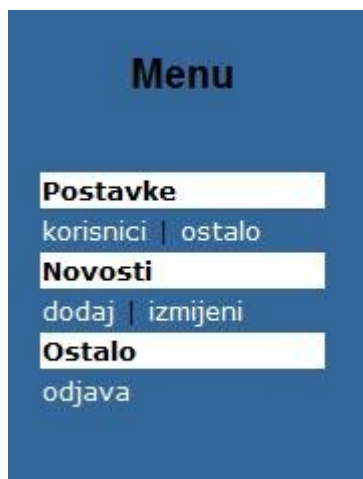 Menu
Postavke
korisnici | ostalo
Novosti
dodaj | izmijeni
Ostalo
odjava